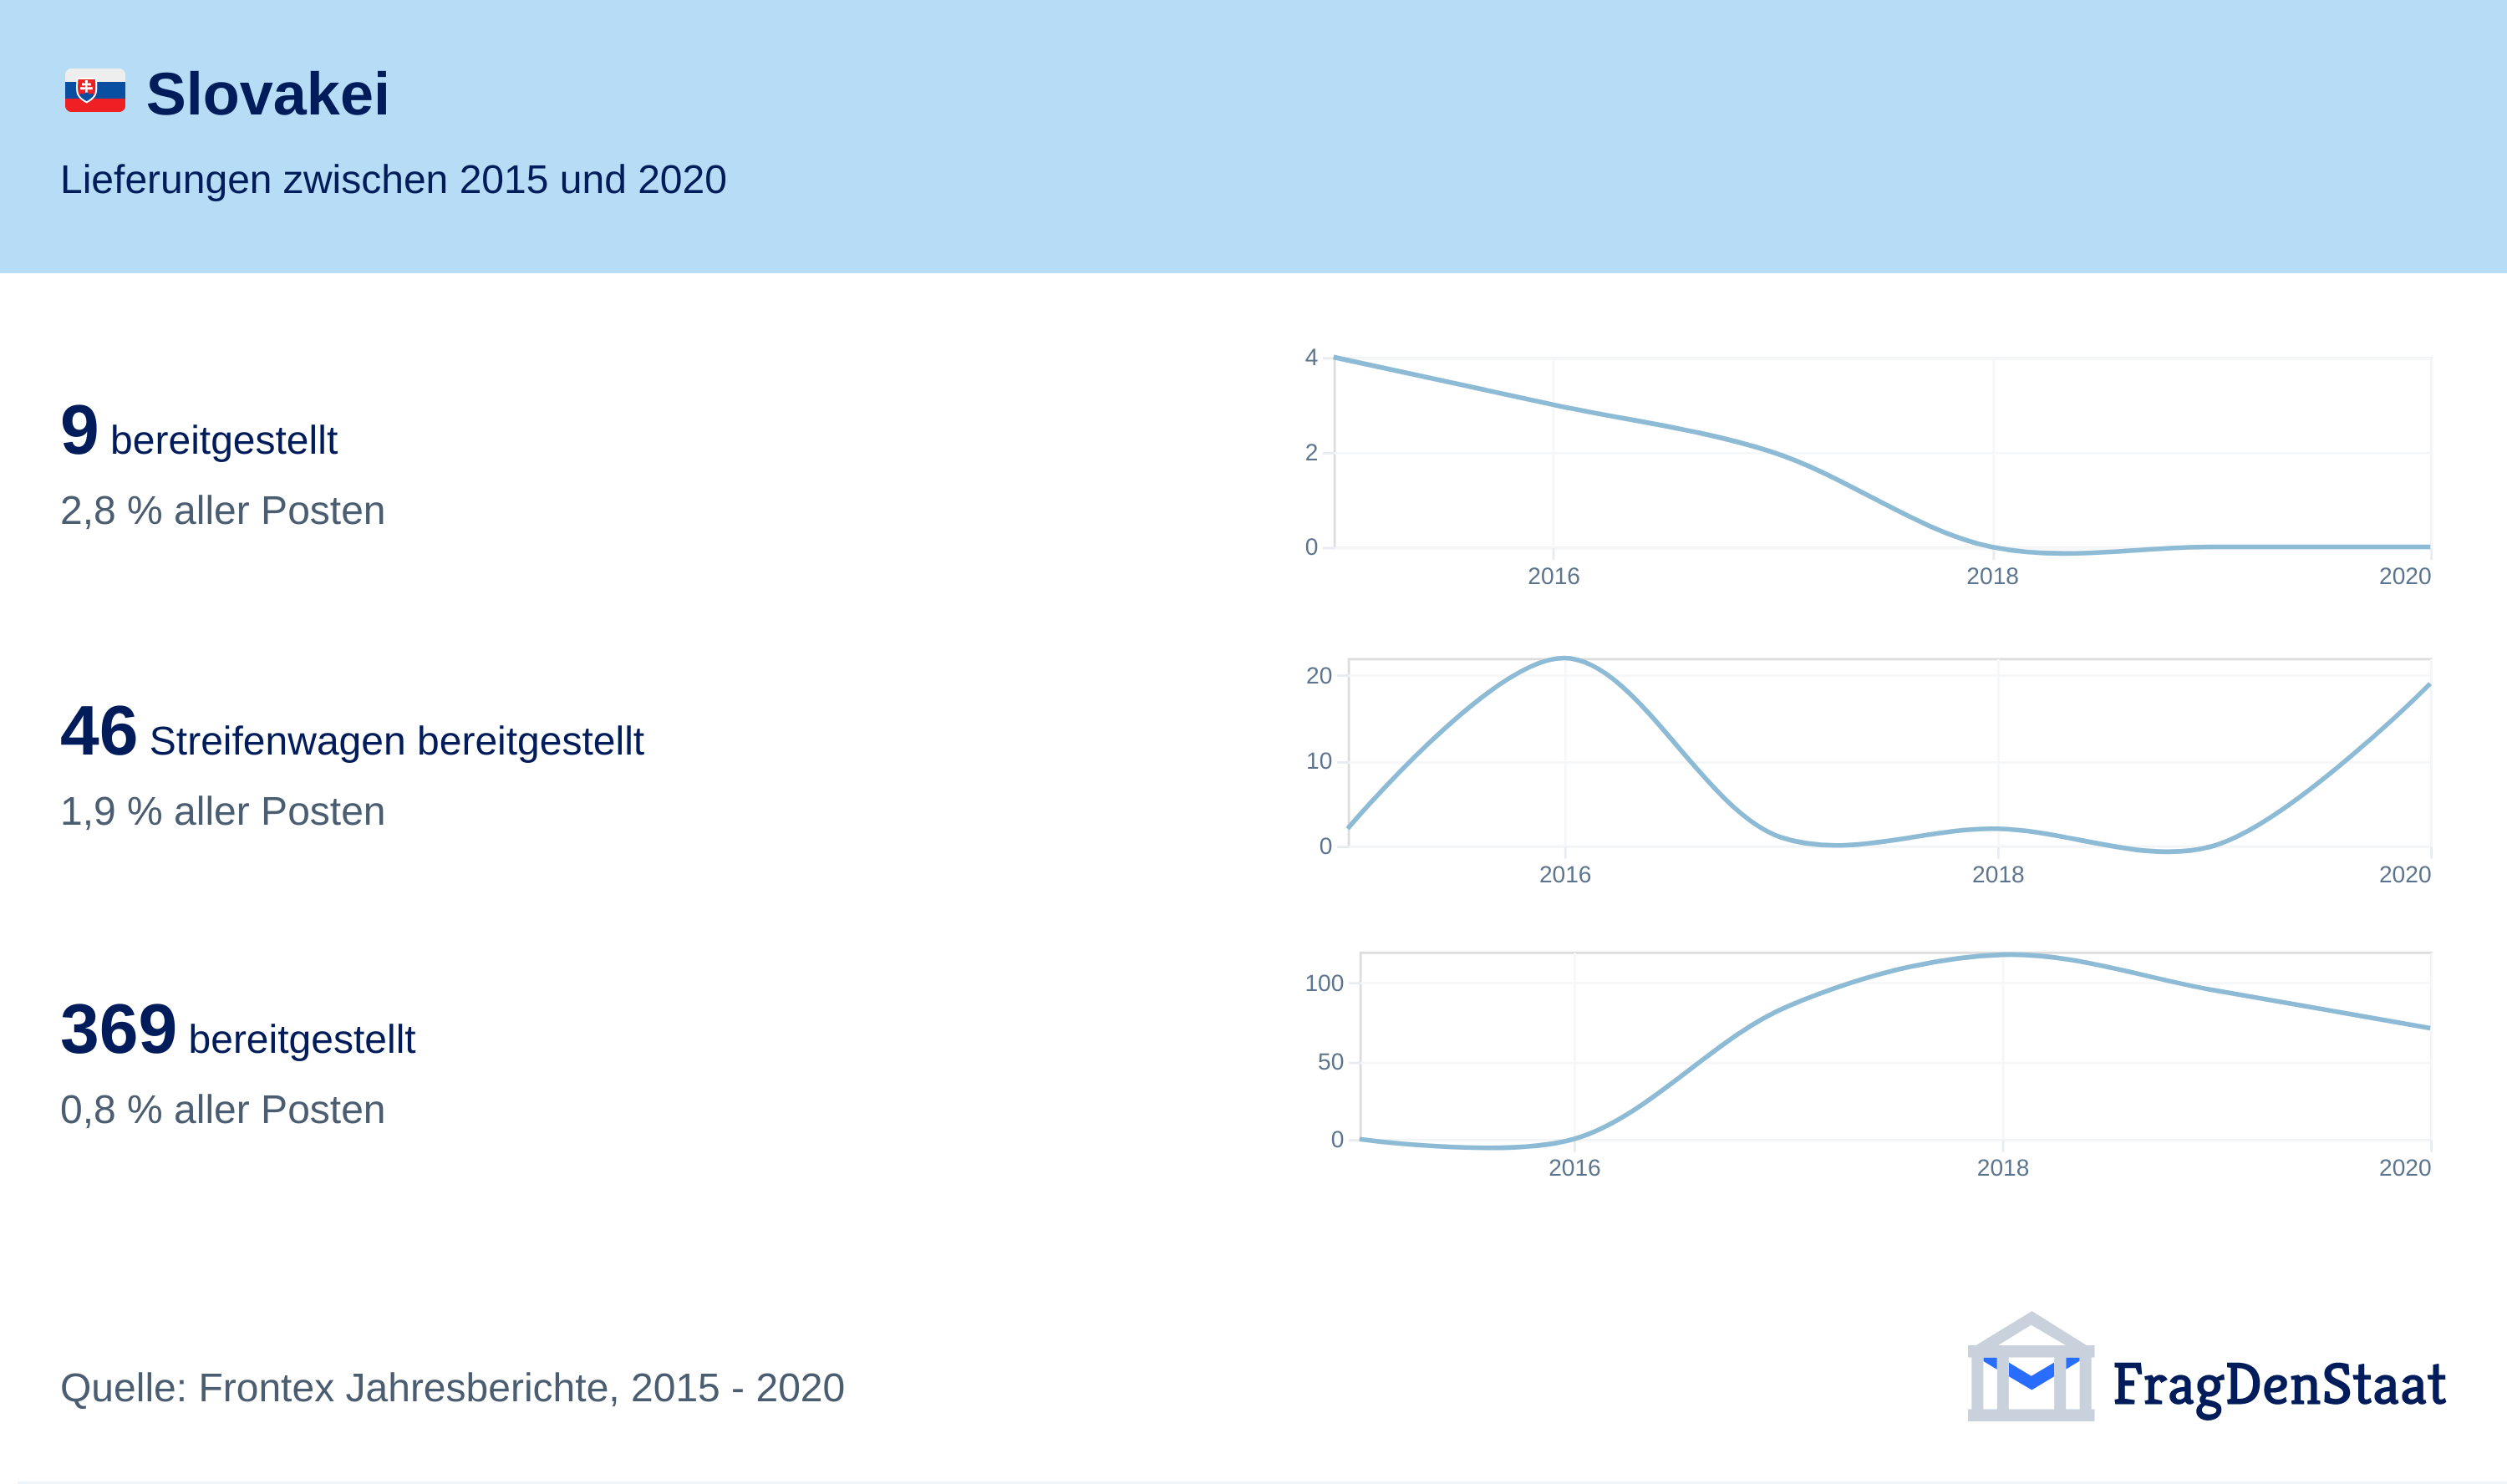 Slovakei
Lieferungen zwischen 2015 und 2020
9 bereitgestellt
2,8 % aller Posten
4
2
0
2016 2018 2020
46 Streifenwagen bereitgestellt
1,9 % aller Posten
20
10
0
2016 2018 2020
369 bereitgestellt
0,8 % aller Posten
100
50
0
2016 2018 2020
Quelle: Frontex Jahresberichte, 2015 - 2020
FragDenStaat